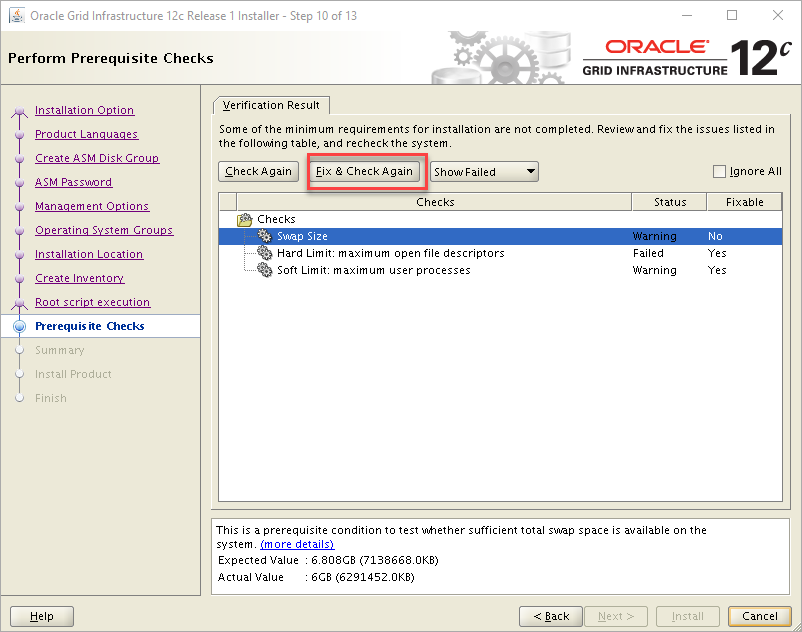 Oracle Grid Infrastructure 12c Release 1 Installer - Step 10 of 13
Perform Prerequisite Checks
ORACLE®
GRID INFRASTRUCTURE
12c
Installation Option
Product Languages
Create ASM Disk Group
ASM Password
Management Options
Operating System Groups
Installation Location
Create Inventory
Root script execution
Prerequisite Checks
Summary
Install Product
Finish
Verification Result
Some of the minimum requirements for installation are not completed. Review and fix the issues listed in
the following table, and recheck the system.
Check Again Fix & Check Again Show Failed Ignore All
Checks Status Fixable
Checks
Swap Size Warning No
Hard Limit: maximum open file descriptors Failed Yes
Soft Limit: maximum user processes Warning Yes
This is a prerequisite condition to test whether sufficient total swap space is available on the
system. (more details)
Expected Value : 6.808GB (7138668.0KB)
Actual Value : 6GB (6291452.0KB)
Help < Back Next > Install Cancel